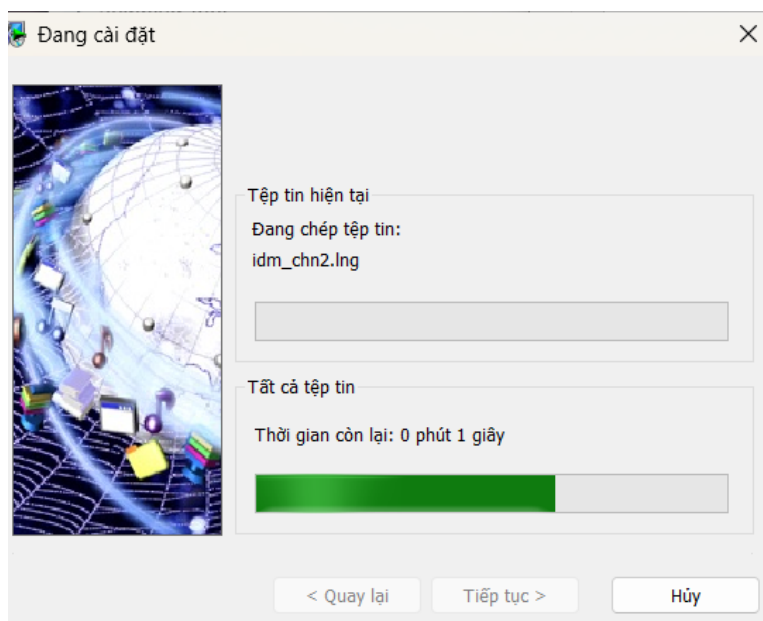 Đang cài đặt
Tệp tin hiện tại
Đang chép tệp tin:
idm_chn2.lng
Tất cả tệp tin
Thời gian còn lại: 0 phút 1 giây
< Quay lại
Tiếp tục >
Hủy